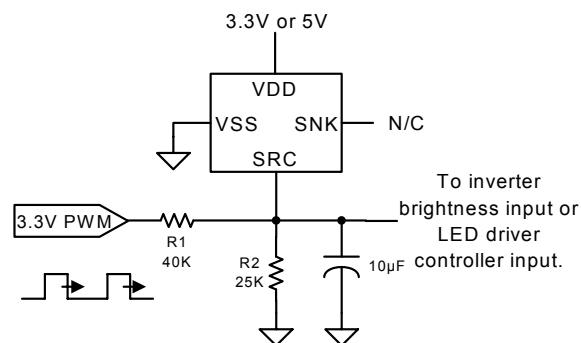 3.3V or 5V
VDD
VSS
SNK
N/C
SRC
3.3V PWM
R1
40K
R2
25K
10µF
To inverter
brightness input or
LED driver
controller input.